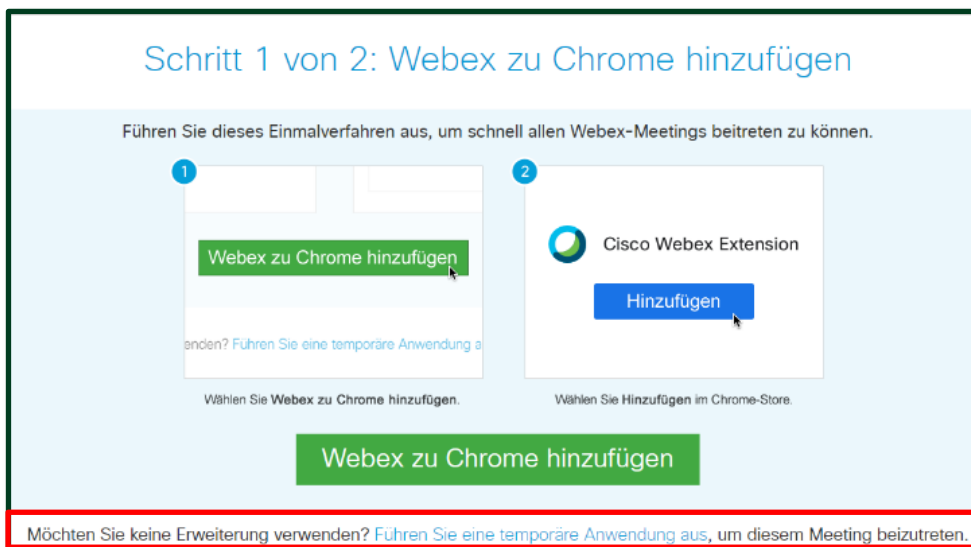 Schritt 1 von 2: Webex zu Chrome hinzufügen
Führen Sie dieses Einmalverfahren aus, um schnell allen Webex-Meetings beitreten zu können.
1
Webex zu Chrome hinzufügen
enden? Führen Sie eine temporäre Anwendung a
Wählen Sie Webex zu Chrome hinzufügen.
2
Cisco Webex Extension
Hinzufügen
Wählen Sie Hinzufügen im Chrome-Store.
Webex zu Chrome hinzufügen
Möchten Sie keine Erweiterung verwenden? Führen Sie eine temporäre Anwendung aus, um diesem Meeting beizutreten.